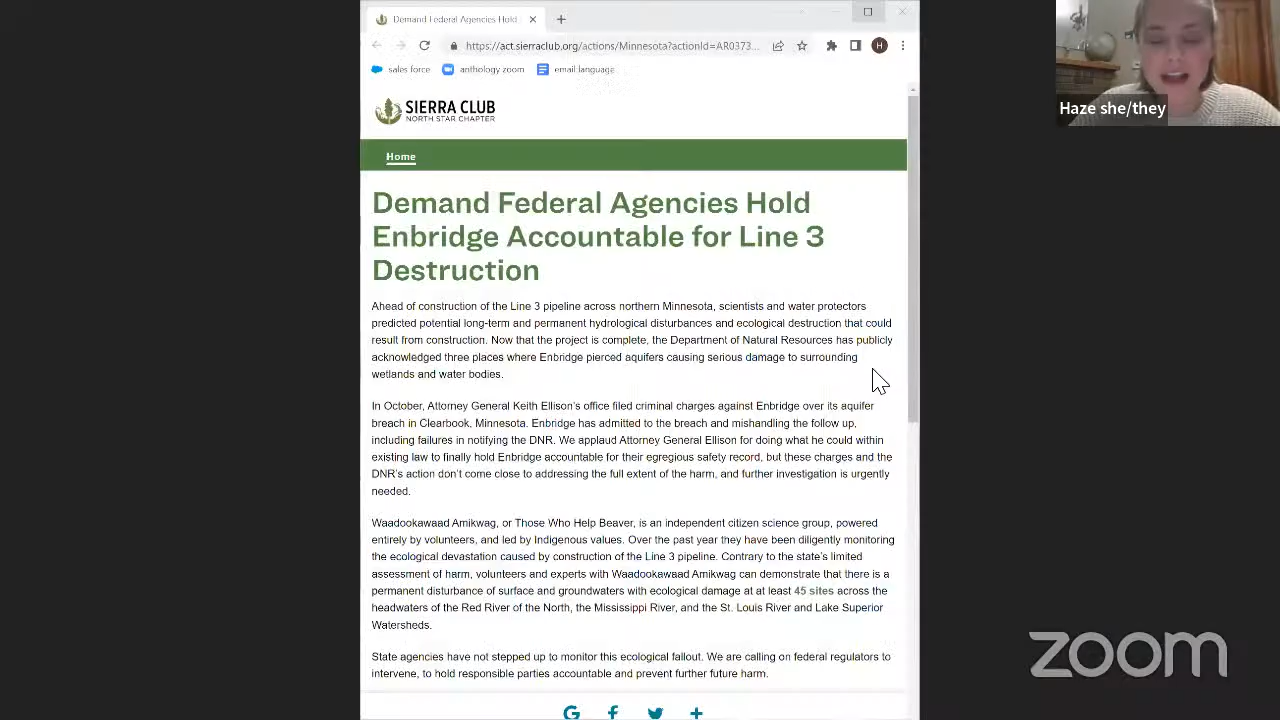 Demand Federal Agencies Hold
https://act.sierraclub.org/actions/Minnesota?actionId=AR0373...
H
sales force
anthology zoom
email language
Haze she/they
SIERRA CLUB
NORTH STAR CHAPTER
Home
Demand Federal Agencies Hold
Enbridge Accountable for Line 3
Destruction
Ahead of construction of the Line 3 pipeline across northern Minnesota, scientists and water protectors
predicted potential long-term and permanent hydrological disturbances and ecological destruction that could
result from construction. Now that the project is complete, the Department of Natural Resources has publicly
acknowledged three places where Enbridge pierced aquifers causing serious damage to surrounding
wetlands and water bodies.
In October, Attorney General Keith Ellison's office filed criminal charges against Enbridge over its aquifer
breach in Clearbook, Minnesota. Enbridge has admitted to the breach and mishandling the follow up,
including failures in notifying the DNR. We applaud Attorney General Ellison for doing what he could within
existing law to finally hold Enbridge accountable for their egregious safety record, but these charges and the
DNR's action don't come close to addressing the full extent of the harm, and further investigation is urgently
needed.
Waadookawaad Amikwag, or Those Who Help Beaver, is an independent citizen science group, powered
entirely by volunteers, and led by Indigenous values. Over the past year they have been diligently monitoring
the ecological devastation caused by construction of the Line 3 pipeline. Contrary to the state's limited
assessment of harm, volunteers and experts with Waadookawaad Amikwag can demonstrate that there is a
permanent disturbance of surface and groundwaters with ecological damage at at least 45 sites across the
headwaters of the Red River of the North, the Mississippi River, and the St. Louis River and Lake Superior
Watersheds.
State agencies have not stepped up to monitor this ecological fallout. We are calling on federal regulators to
intervene, to hold responsible parties accountable and prevent further future harm.
zoom